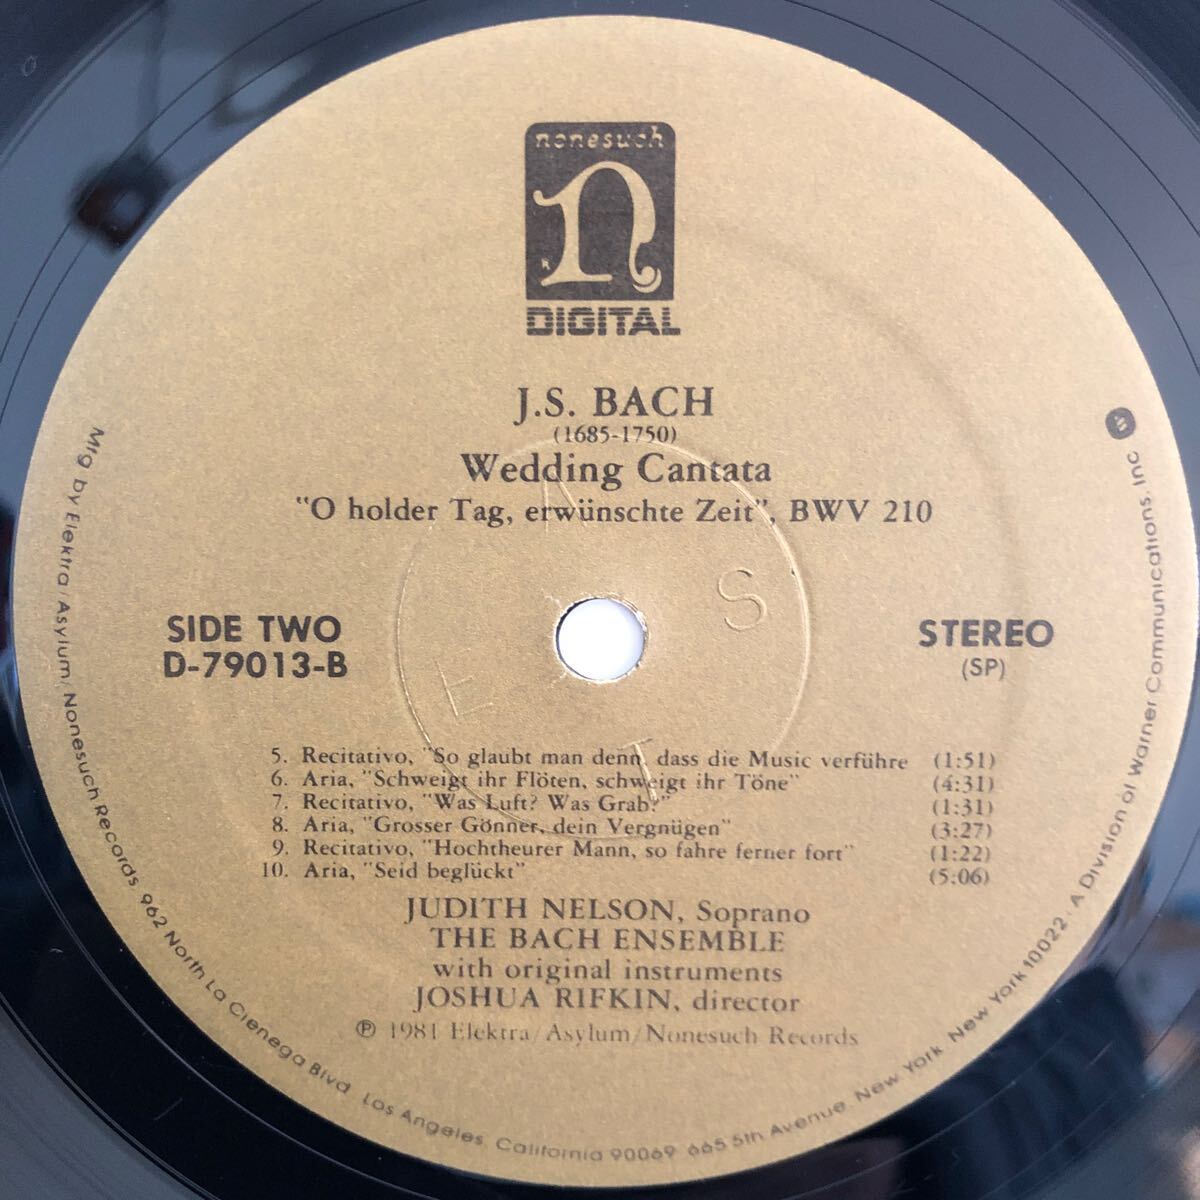 nonesuch
n
DIGITAL
J.S. BACH
(1685-1750)
Wedding Cantata
"O holder Tag, erwünschte Zeit", BWV 210
SIDE TWO
D-79013-B
STEREO
(SP)
5. Recitativo, "So glaubt man denn, dass die Music verführe (1:51)
6. Aria, "Schweigt ihr Flöten, schweigt ihr Töne" (4:31)
7. Recitativo, "Was Luft? Was Grab?" (1:31)
8. Aria, "Grosser Gönner, dein Vergnügen" (3:27)
9. Recitativo, "Hochtheurer Mann, so fahre ferner fort" (1:22)
10. Aria, "Seid beglückt" (5:06)
JUDITH NELSON, Soprano
THE BACH ENSEMBLE
with original instruments
JOSHUA RIFKIN, director
℗ 1981 Elektra/Asylum/Nonesuch Records
Mfg by Elektra/Asylum/Nonesuch Records 962 North La Cienega Blvd Los Angeles California 90069 665 5th Avenue New York New York 10022 · A Division of Warner Communications Inc